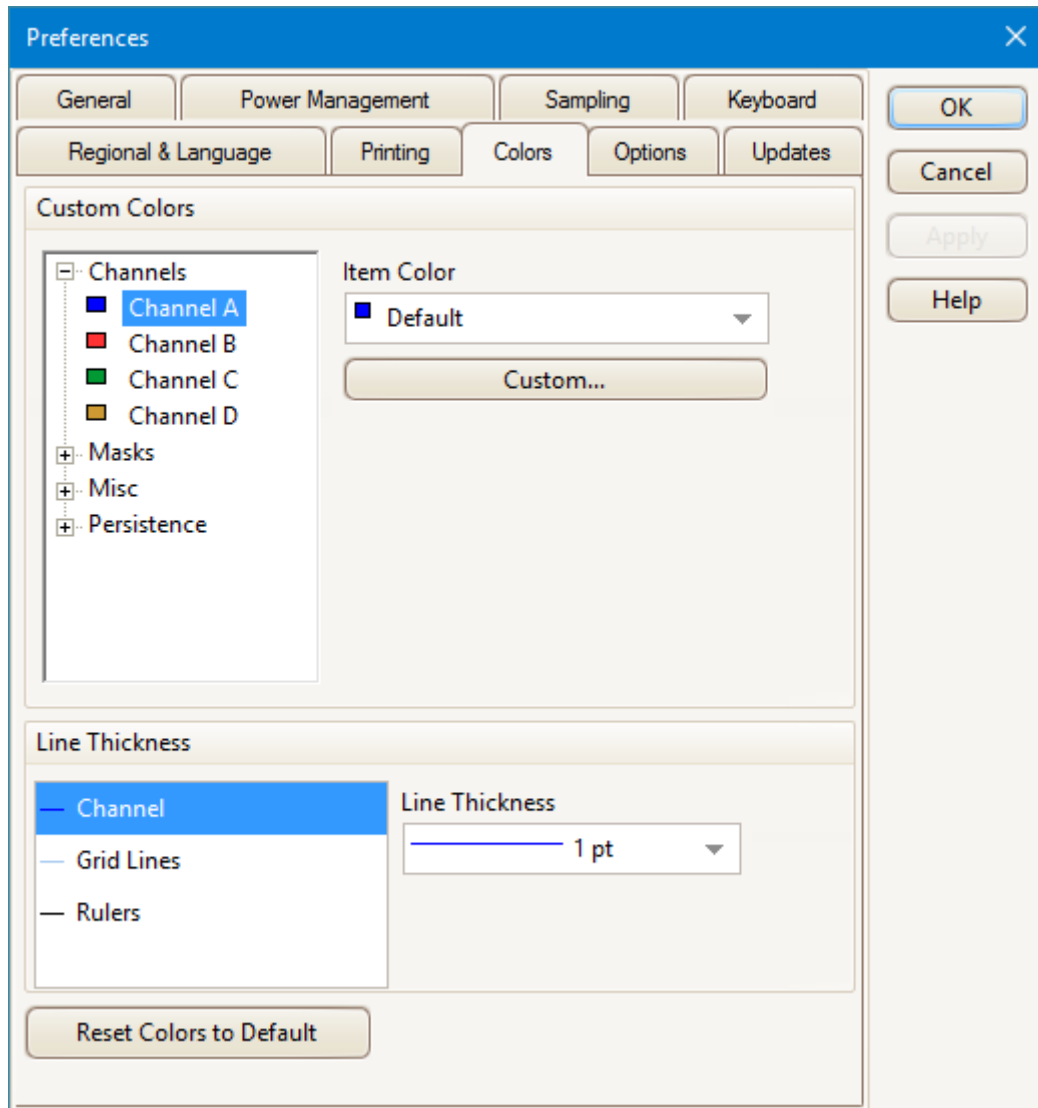 Preferences
General Power Management Sampling Keyboard
Regional & Language Printing Colors Options Updates
OK
Cancel
Apply
Help
Custom Colors
Channels
Channel A
Channel B
Channel C
Channel D
Masks
Misc
Persistence
Item Color
Default
Custom...
Line Thickness
Channel
Grid Lines
Rulers
Line Thickness
1 pt
Reset Colors to Default